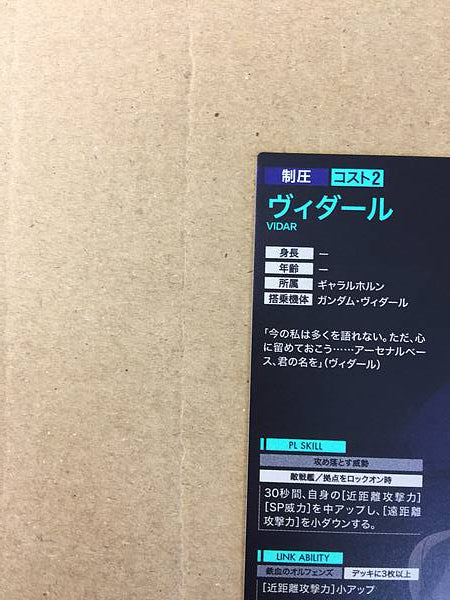 制圧 コスト2
ヴィダール
VIDAR
身長 ー
年齢 ー
所属 ギャラルホルン
搭乗機体 ガンダム・ヴィダール
「今の私は多くを語れない。ただ、心
に留めておこう……アーセナルベー
ス、君の名を」（ヴィダール）
PL SKILL
攻め落とす威勢
敵戦艦／拠点をロックオン時
30秒間、自身の［近距離攻撃力］
［SP威力］を中アップし、［遠距離
攻撃力］を小ダウンする。
LINK ABILITY
鉄血のオルフェンズ デッキに3枚以上
［近距離攻撃力］小アップ